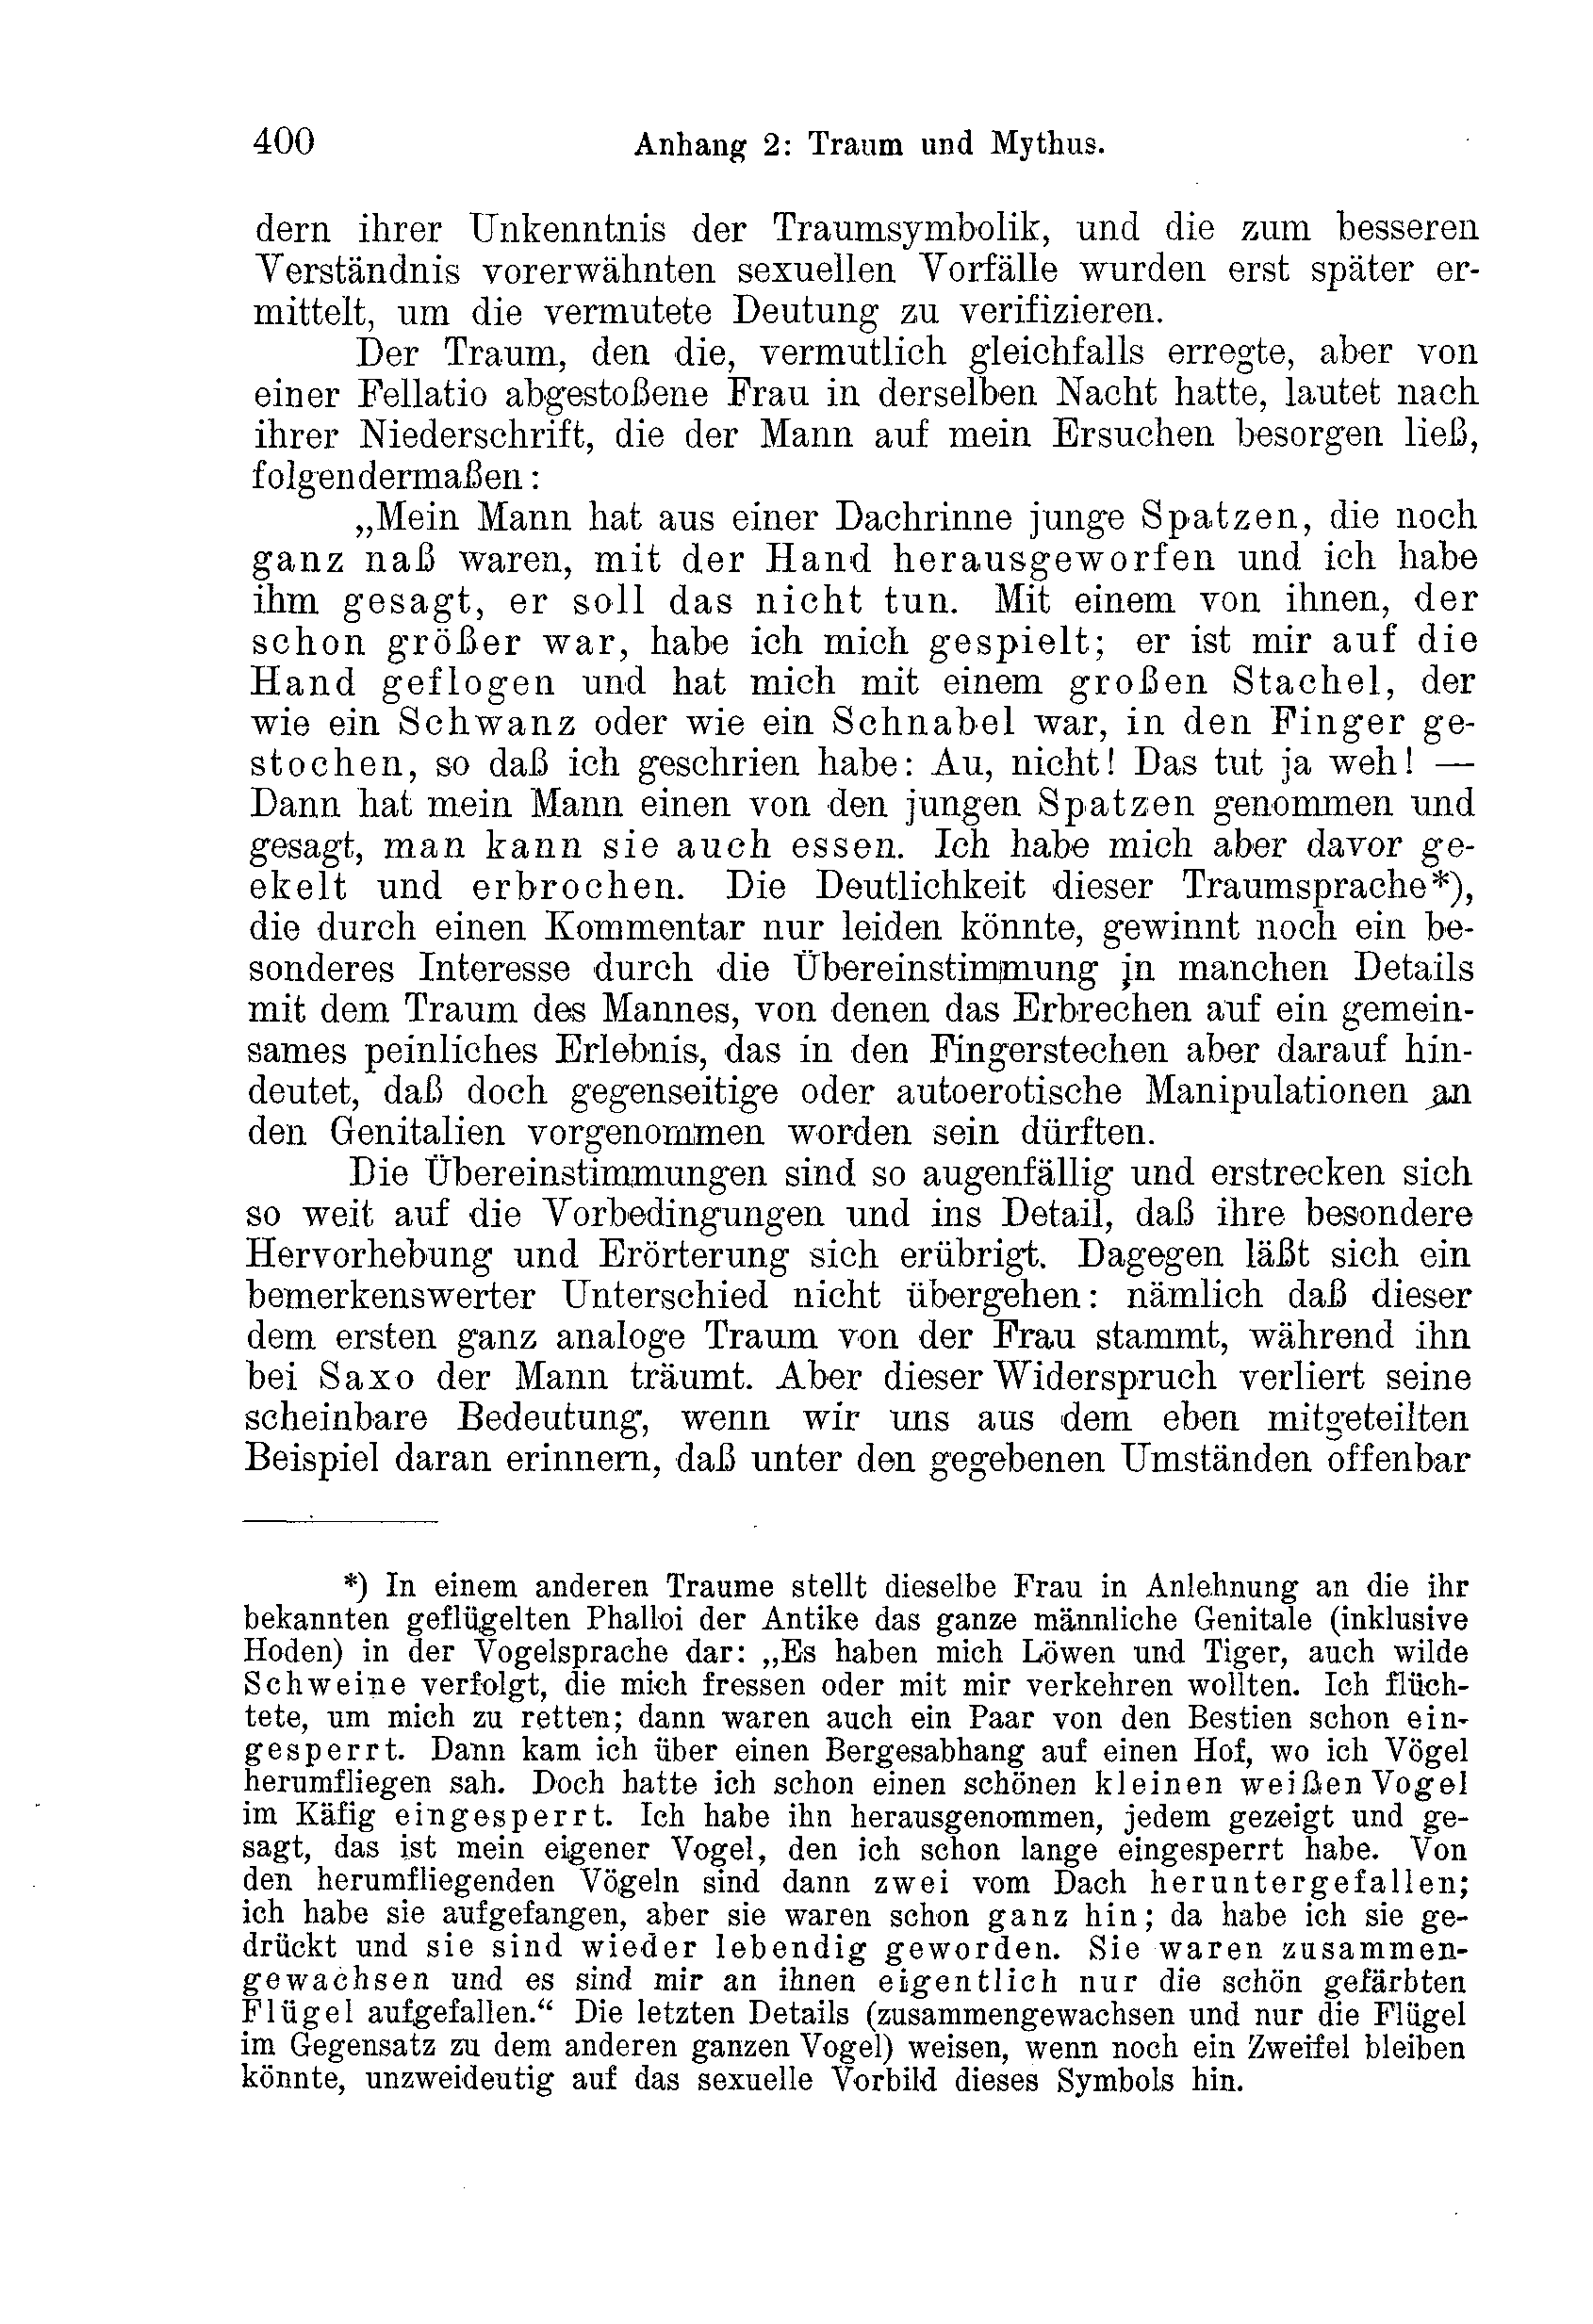 400 Anhang 2: Traum und Mythus.
dern ihrer Unkenntnis der Traumsymbolik, und die zum besseren
Verständnis vorerwähnten sexuellen Vorfälle wurden erst später er-
mittelt, um die vermutete Deutung zu verifizieren.
Der Traum, den die, vermutlich gleichfalls erregte, aber von
einer Fellatio abgestoßene Frau in derselben Nacht hatte, lautet nach
ihrer Niederschrift, die der Mann auf mein Ersuchen besorgen ließ,
folgendermaßen:
„Mein Mann hat aus einer Dachrinne junge Spatzen, die noch
ganz naß waren, mit der Hand herausgeworfen und ich habe
ihm gesagt, er soll das nicht tun. Mit einem von ihnen, der
schon größer war, habe ich mich gespielt; er ist mir auf die
Hand geflogen und hat mich mit einem großen Stachel, der
wie ein Schwanz oder wie ein Schnabel war, in den Finger ge-
stochen, so daß ich geschrien habe: Au, nicht! Das tut ja weh! —
Dann hat mein Mann einen von den jungen Spatzen genommen und
gesagt, man kann sie auch essen. Ich habe mich aber davor ge-
ekelt und erbrochen. Die Deutlichkeit dieser Traumsprache*),
die durch einen Kommentar nur leiden könnte, gewinnt noch ein be-
sonderes Interesse durch die Übereinstimmung in manchen Details
mit dem Traum des Mannes, von denen das Erbrechen auf ein gemein-
sames peinliches Erlebnis, das in den Fingerstechen aber darauf hin-
deutet, daß doch gegenseitige oder autoerotische Manipulationen an
den Genitalien vorgenommen worden sein dürften.
Die Übereinstimmungen sind so augenfällig und erstrecken sich
so weit auf die Vorbedingungen und ins Detail, daß ihre besondere
Hervorhebung und Erörterung sich erübrigt. Dagegen läßt sich ein
bemerkenswerter Unterschied nicht übergehen: nämlich daß dieser
dem ersten ganz analoge Traum von der Frau stammt, während ihn
bei Saxo der Mann träumt. Aber dieser Widerspruch verliert seine
scheinbare Bedeutung, wenn wir uns aus dem eben mitgeteilten
Beispiel daran erinnern, daß unter den gegebenen Umständen offenbar
*) In einem anderen Traume stellt dieselbe Frau in Anlehnung an die ihr
bekannten geflügelten Phalloi der Antike das ganze männliche Genitale (inklusive
Hoden) in der Vogelsprache dar: „Es haben mich Löwen und Tiger, auch wilde
Schweine verfolgt, die mich fressen oder mit mir verkehren wollten. Ich flüch-
tete, um mich zu retten; dann waren auch ein Paar von den Bestien schon ein-
gesperrt. Dann kam ich über einen Bergesabhang auf einen Hof, wo ich Vögel
herumfliegen sah. Doch hatte ich schon einen schönen kleinen weißen Vogel
im Käfig eingesperrt. Ich habe ihn herausgenommen, jedem gezeigt und ge-
sagt, das ist mein eigener Vogel, den ich schon lange eingesperrt habe. Von
den herumfliegenden Vögeln sind dann zwei vom Dach heruntergefallen;
ich habe sie aufgefangen, aber sie waren schon ganz hin; da habe ich sie ge-
drückt und sie sind wieder lebendig geworden. Sie waren zusammen-
gewachsen und es sind mir an ihnen eigentlich nur die schön gefärbten
Flügel aufgefallen.“ Die letzten Details (zusammengewachsen und nur die Flügel
im Gegensatz zu dem anderen ganzen Vogel) weisen, wenn noch ein Zweifel bleiben
könnte, unzweideutig auf das sexuelle Vorbild dieses Symbols hin.